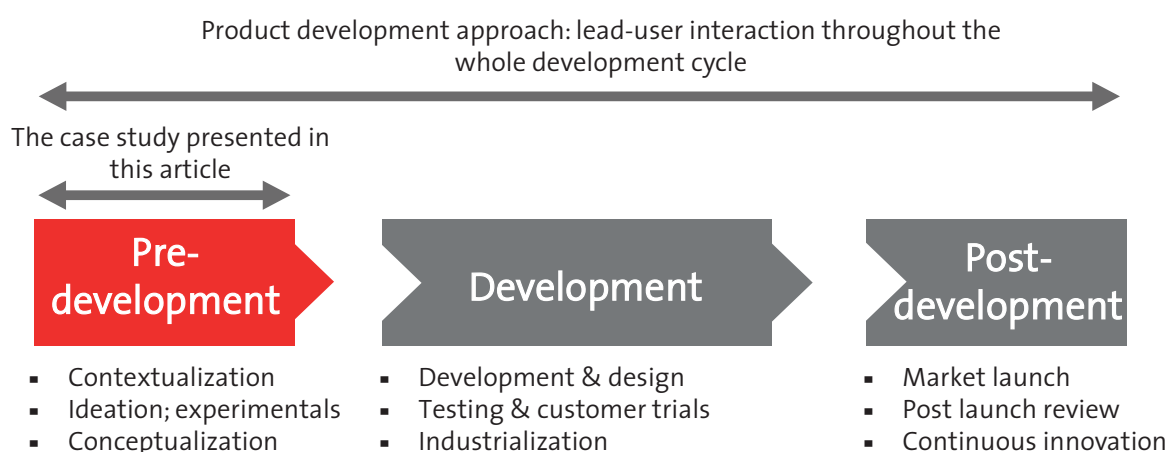 Product development approach: lead-user interaction throughout the
whole development cycle
The case study presented in
this article
Pre-
development
▪ Contextualization
▪ Ideation; experimentals
▪ Conceptualization
Development
▪ Development & design
▪ Testing & customer trials
▪ Industrialization
Post-
development
▪ Market launch
▪ Post launch review
▪ Continuous innovation